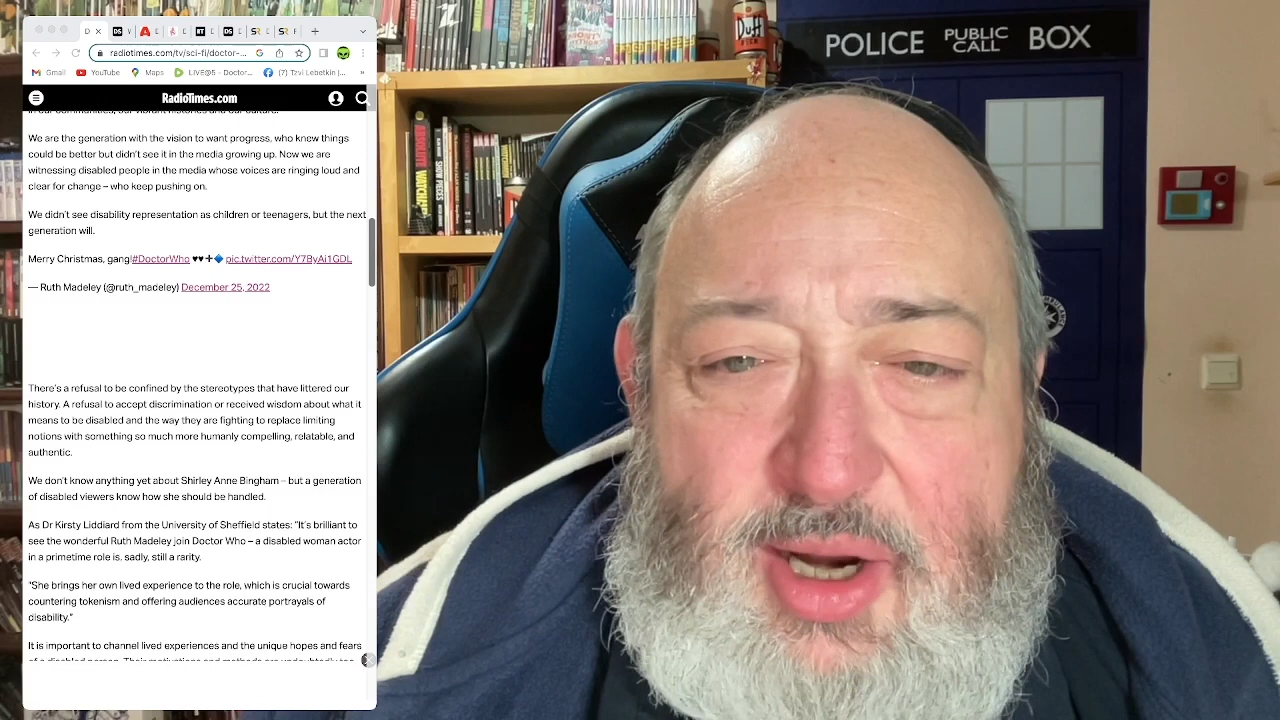 radiotimes.com/tv/sci-fi/doctor-...
Gmail
YouTube
Maps
LIVE@5 - Doctor...
(7) Tzvi Lebetkin |...
»
RadioTimes.com
We are the generation with the vision to want progress, who knew things
could be better but didn't see it in the media growing up. Now we are
witnessing disabled people in the media whose voices are ringing loud and
clear for change – who keep pushing on.
We didn't see disability representation as children or teenagers, but the next
generation will.
Merry Christmas, gang!#DoctorWho ♥♥➕🔷 pic.twitter.com/Y7ByAi1GDL
— Ruth Madeley (@ruth_madeley) December 25, 2022
There's a refusal to be confined by the stereotypes that have littered our
history. A refusal to accept discrimination or received wisdom about what it
means to be disabled and the way they are fighting to replace limiting
notions with something so much more humanly compelling, relatable, and
authentic.
We don't know anything yet about Shirley Anne Bingham – but a generation
of disabled viewers know how she should be handled.
As Dr Kirsty Liddiard from the University of Sheffield states: "It's brilliant to
see the wonderful Ruth Madeley join Doctor Who – a disabled woman actor
in a primetime role is, sadly, still a rarity.
"She brings her own lived experience to the role, which is crucial towards
countering tokenism and offering audiences accurate portrayals of
disability."
It is important to channel lived experiences and the unique hopes and fears
POLICE PUBLIC CALL BOX
Duff
ABSOLUTE WATCHMEN